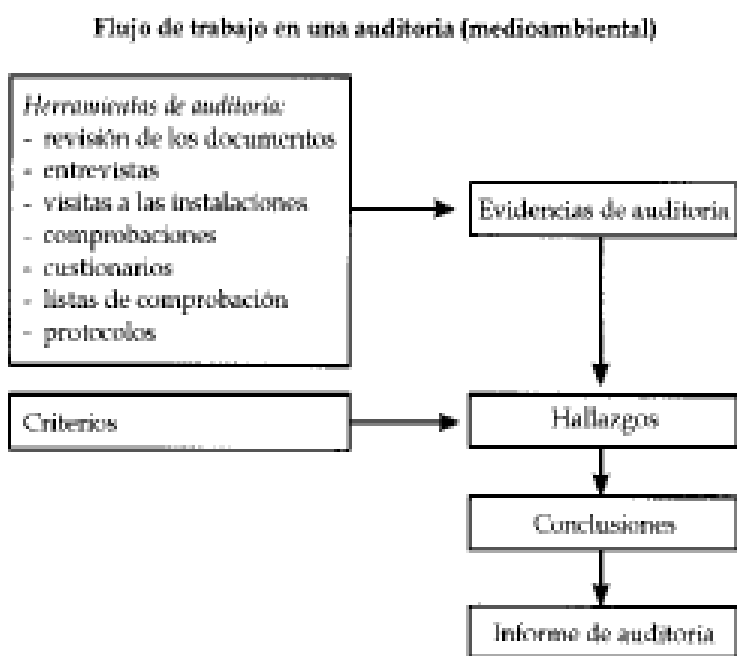 Flujo de trabajo en una auditoria (medioambiental)
Herramientas de auditoría:
- revisión de los documentos
- entrevistas
- visitas a las instalaciones
- comprobaciones
- custionarios
- listas de comprobación
- protocolos
Evidencias de auditoria
Criterios
Hallazgos
Conclusiones
Informe de auditoria